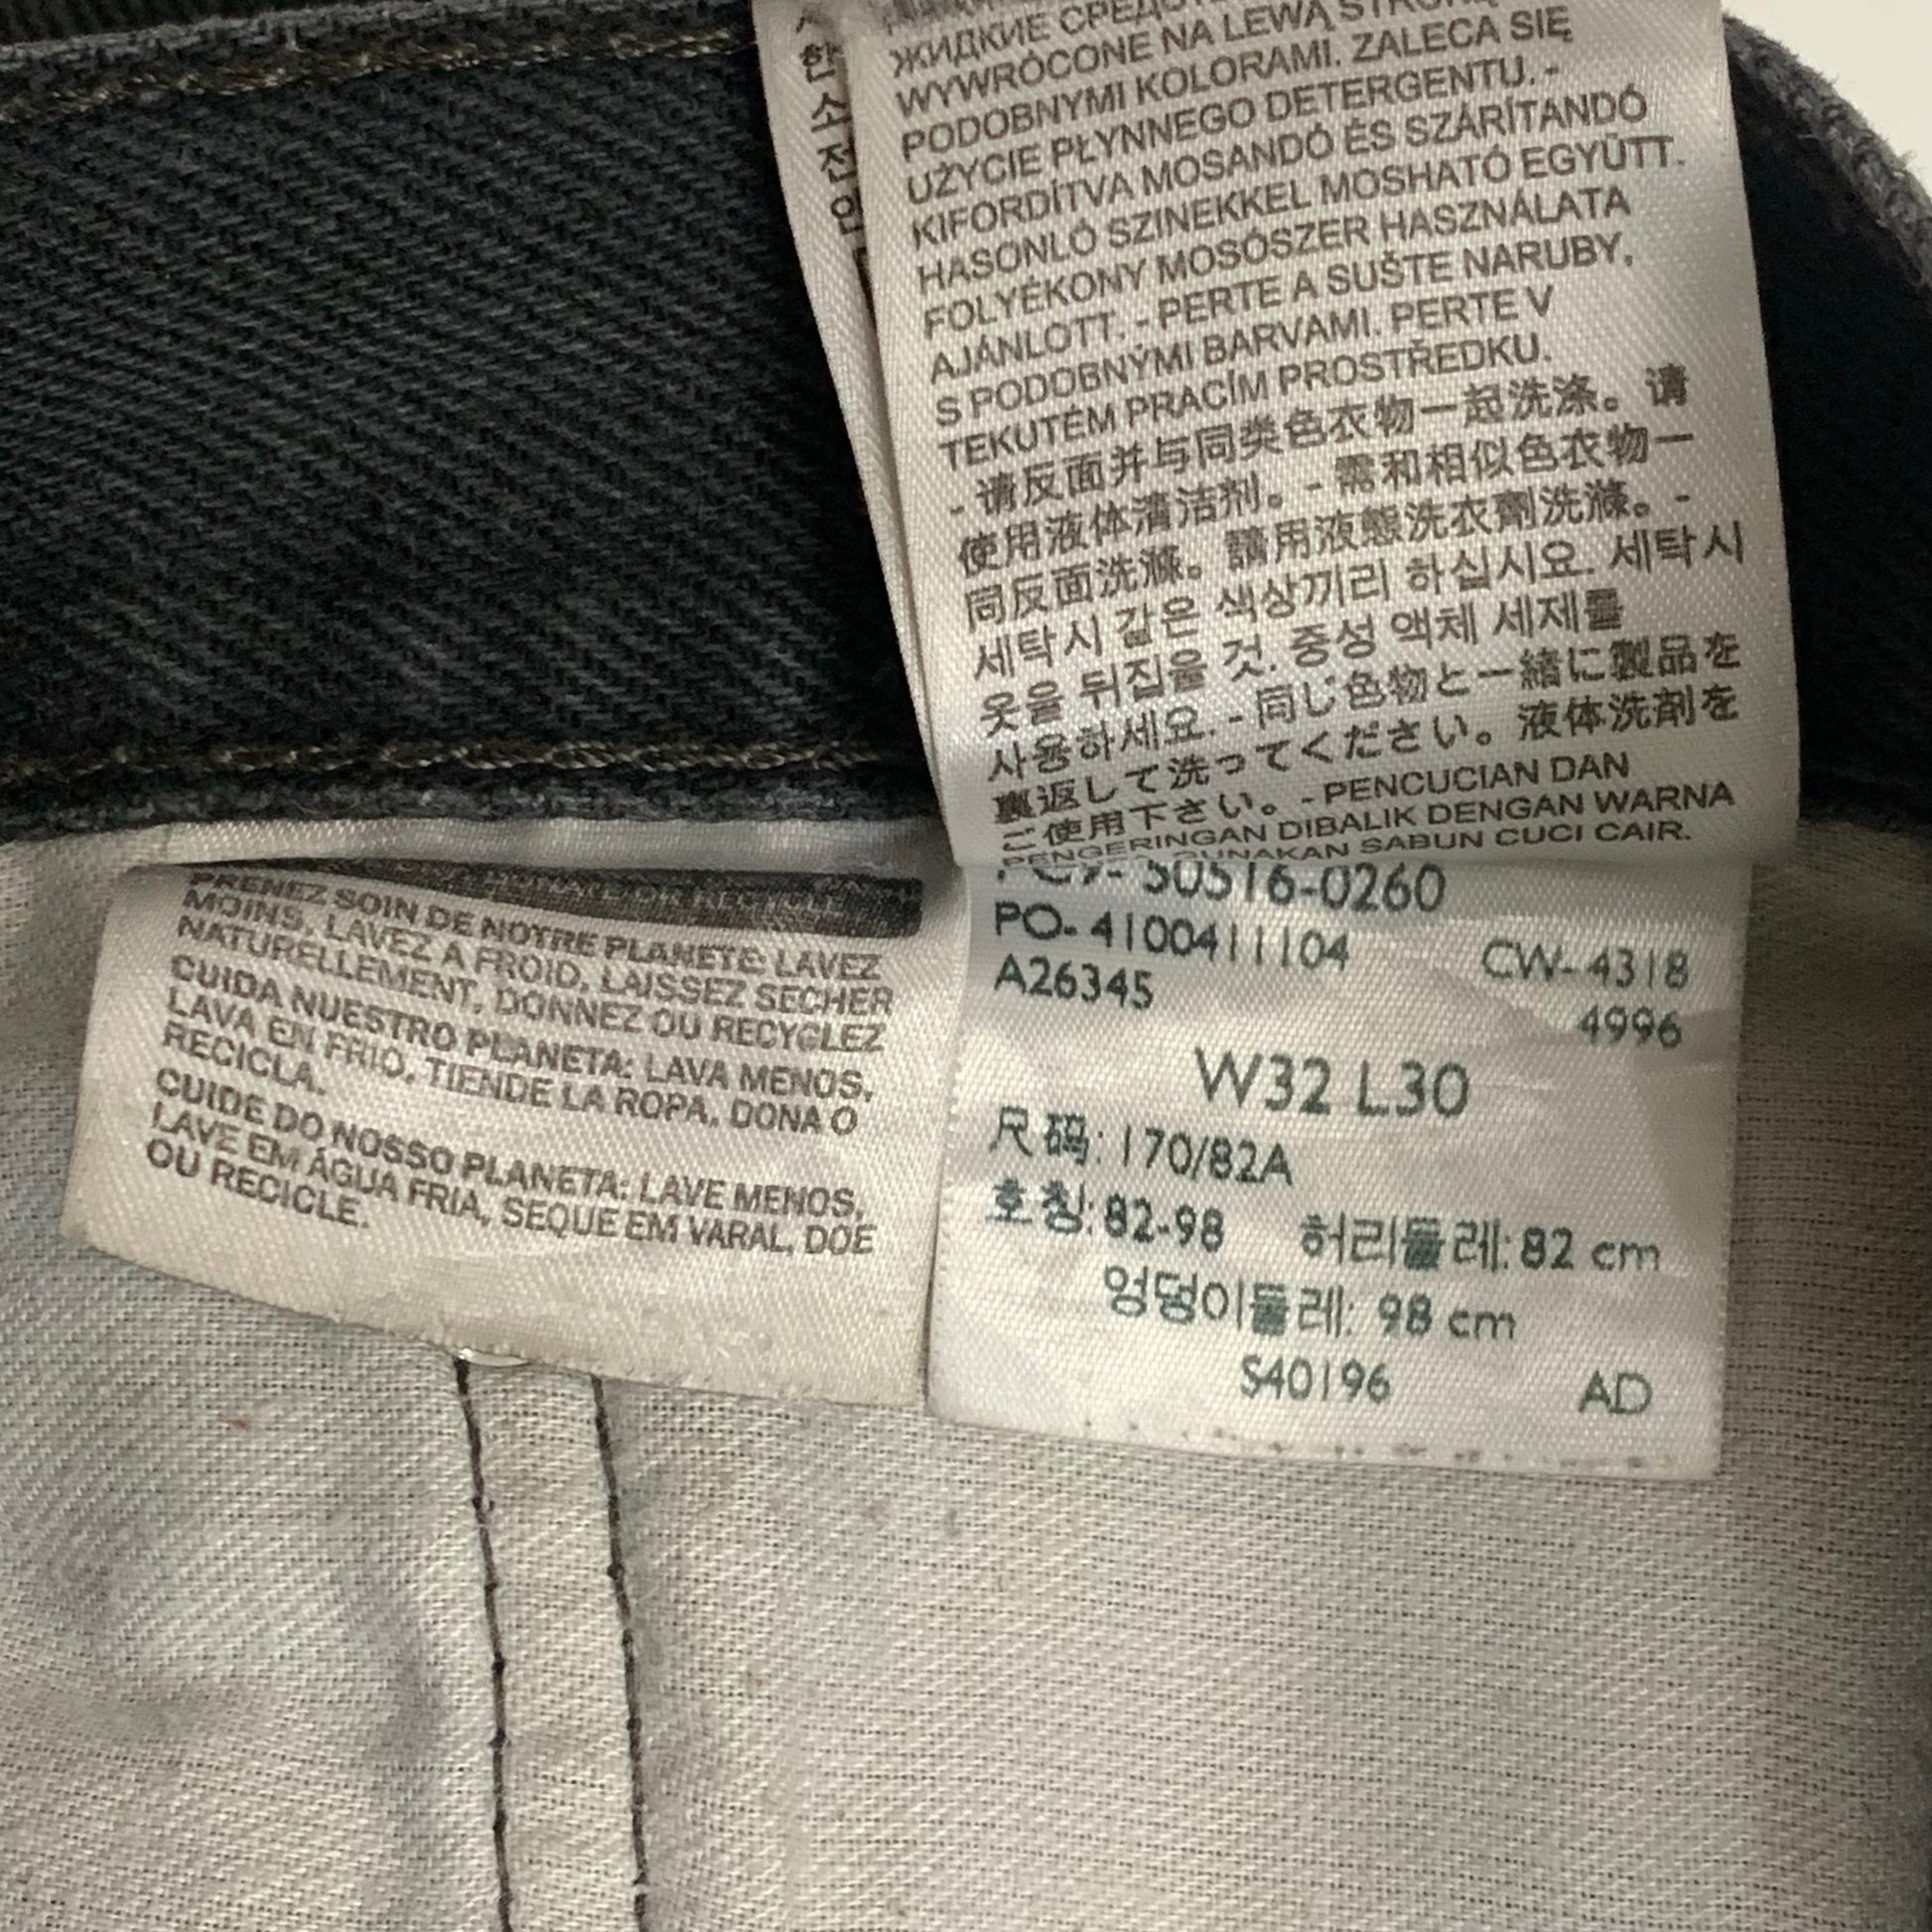 ЖИДКИЕ
WYWRÓCONE NA LEWĄ STRONĘ
PODOBNYMI KOLORAMI. ZALECA SIĘ
UŻYCIE PŁYNNEGO DETERGENTU. -
KIFORDÍTVA MOSANDÓ ÉS SZÁRÍTANDÓ
HASONLÓ SZINEKKEL MOSHATÓ EGYÜTT.
FOLYÉKONY MOSÓSZER HASZNÁLATA
AJÁNLOTT. - PERTE A SUŠTE NARUBY,
S PODOBNÝMI BARVAMI. PERTE V
TEKUTÉM PRACÍM PROSTŘEDKU.
- 请反面并与同类色衣物一起洗涤。请
使用液体清洁剂。- 需和相似色衣物一
同反面洗滌。請用液態洗衣劑洗滌。-
세탁시 같은 색상끼리 하십시요. 세탁시
옷을 뒤집을 것. 중성 액체 세제를
사용하세요. - 同じ色物と一緒に製品を
裏返して洗ってください。液体洗剤を
ご使用下さい。- PENCUCIAN DAN
PENGERINGAN DIBALIK DENGAN WARNA
SABUN CUCI CAIR.
PRENEZ SOIN DE NOTRE PLANÈTE: LAVEZ
MOINS, LAVEZ À FROID, LAISSEZ SÉCHER
NATURELLEMENT, DONNEZ OU RECYCLEZ
CUIDA NUESTRO PLANETA: LAVA MENOS,
LAVA EN FRIO, TIENDE LA ROPA, DONA O
RECICLA.
CUIDE DO NOSSO PLANETA: LAVE MENOS,
LAVE EM ÁGUA FRIA, SEQUE EM VARAL, DOE
OU RECICLE.
50516-0260
PO- 4100411104 CW- 4318
A26345 4996
W32 L30
尺码: 170/82A
호칭: 82-98 허리둘레: 82 cm
엉덩이둘레: 98 cm
S40196 AD